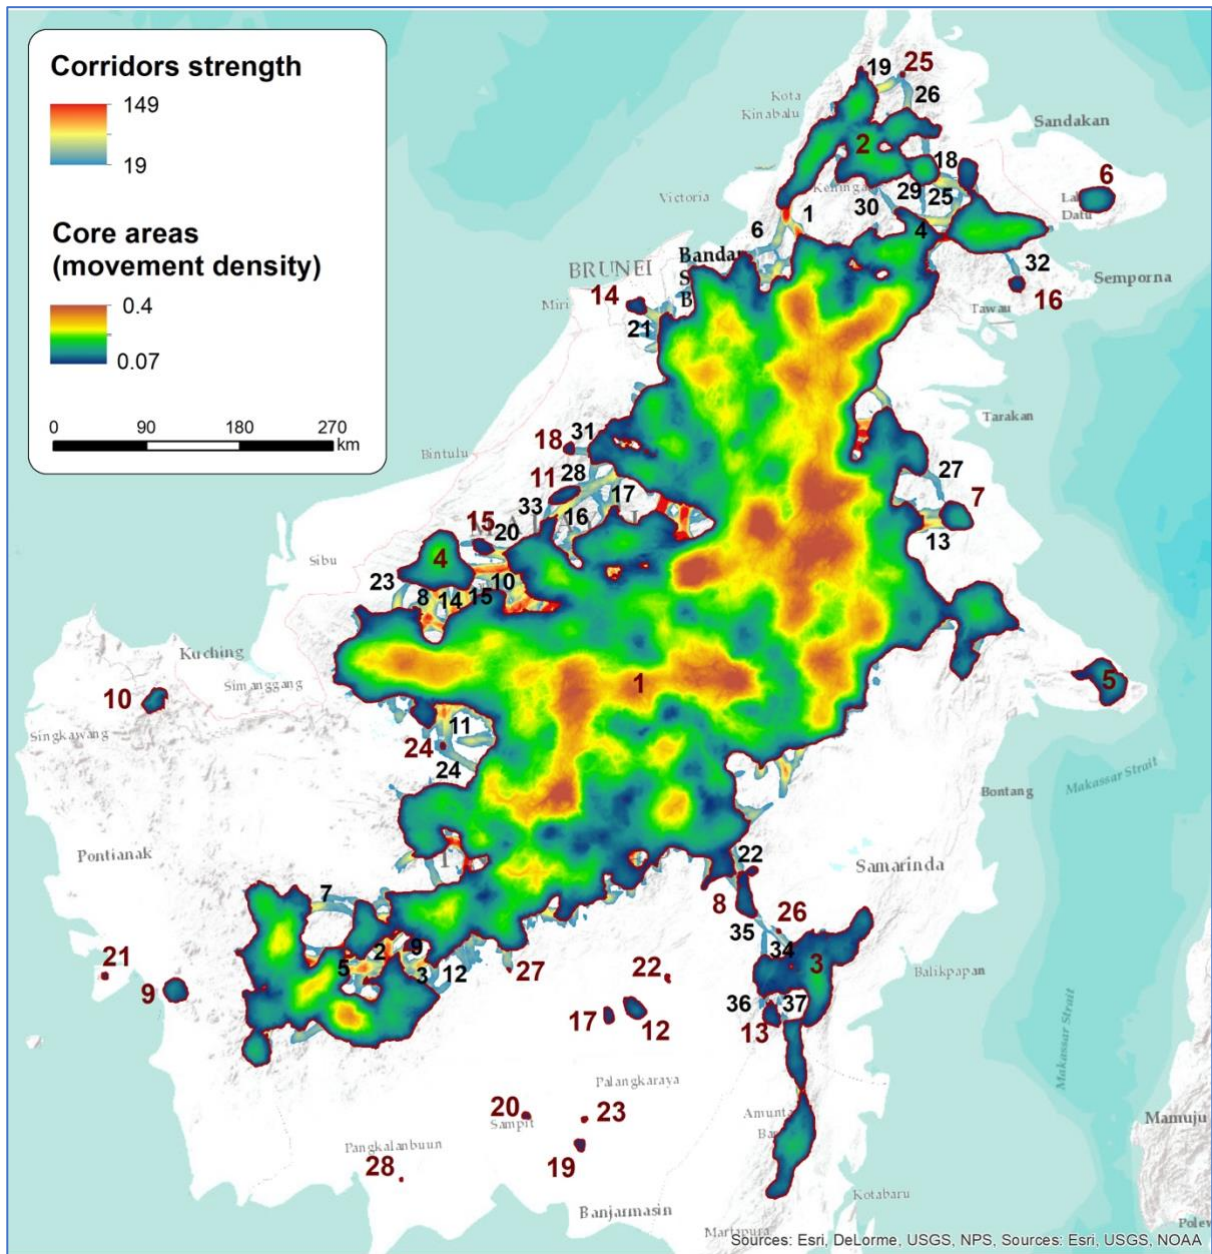 Corridors strength
149
19
Core areas
(movement density)
0.4
0.07
0 90 180 270
km
19
25
Kota
Kinabalu
26
Sandakan
2
18
6
Keningau
29
25
Victoria
30
1
4
Datu
6
Banda
32
BRUNEI
S
Semporna
14
B
16
Miri
Tawau
21
Tarakan
31
18
Bintulu
28
27
11
17
7
33
16
15
20
13
4
Sibu
23
10
8
14
15
Kuching
Simanggang
1
5
10
11
Singkawang
24
24
Makassar Strait
Bontang
Pontianak
22
Samarinda
7
8
26
35
2
9
34
3
21
5
3
12
27
22
Balikpapan
9
36
37
17
12
13
Makassar Strait
Palangkaraya
20
23
Sampit
Amunta
Mamuju
Pangkalanbuun
19
28
Kotabaru
Banjarmasin
Martapura
Polew
Sources: Esri, DeLorme, USGS, NPS, Sources: Esri, USGS, NOAA